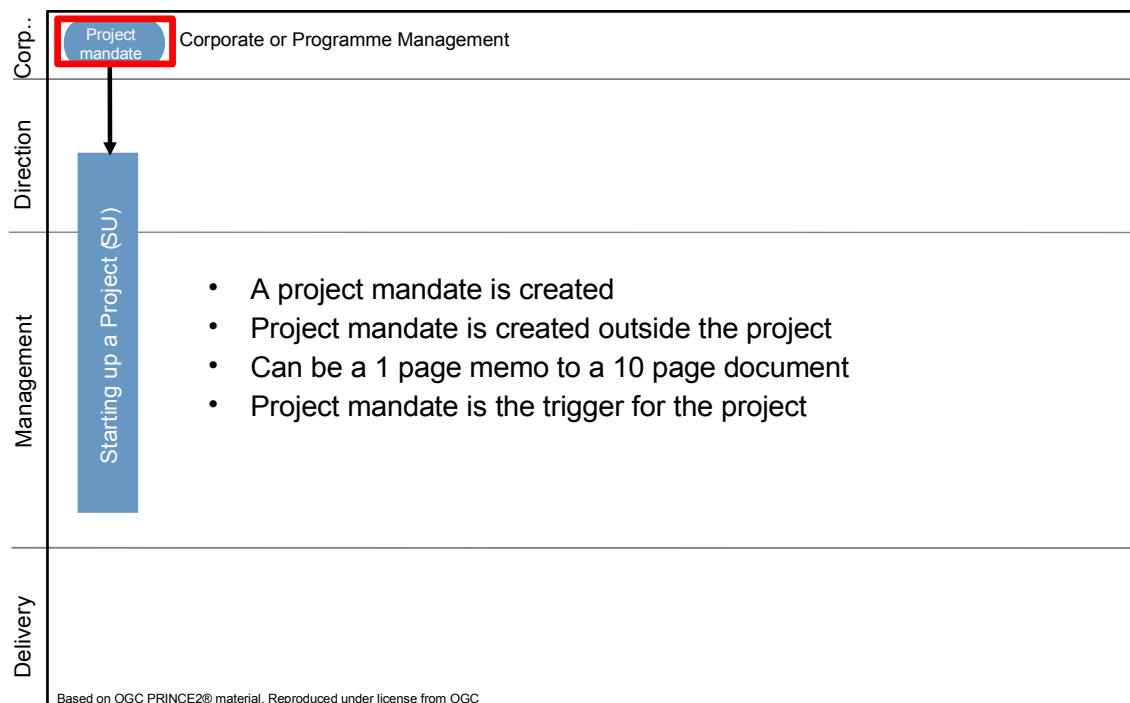 Corp..
Project
mandate
Corporate or Programme Management
Direction
Starting up a Project (SU)
Management
• A project mandate is created
• Project mandate is created outside the project
• Can be a 1 page memo to a 10 page document
• Project mandate is the trigger for the project
Delivery
Based on OGC PRINCE2® material. Reproduced under license from OGC